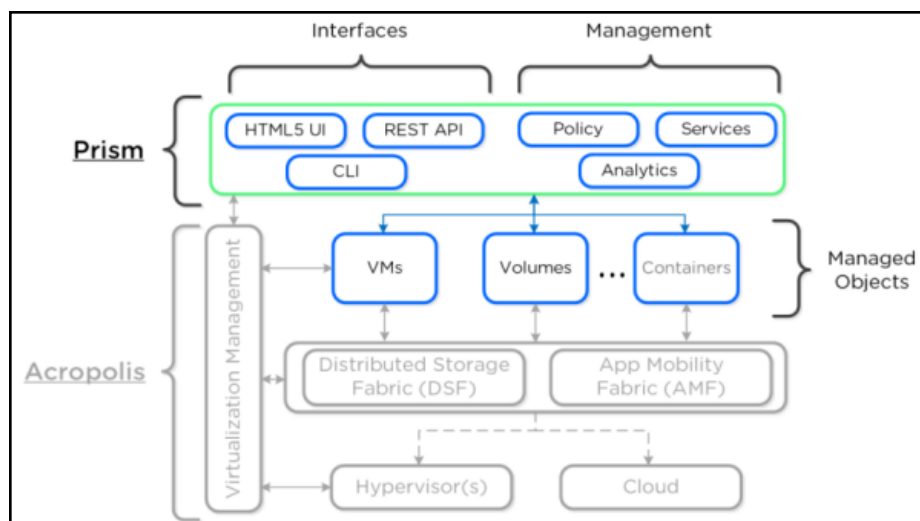 Interfaces
Management
Prism
HTML5 UI
REST API
Policy
Services
CLI
Analytics
Acropolis
Virtualization Management
VMs
Volumes
...
Containers
Managed
Objects
Distributed Storage
Fabric (DSF)
App Mobility
Fabric (AMF)
Hypervisor(s)
Cloud